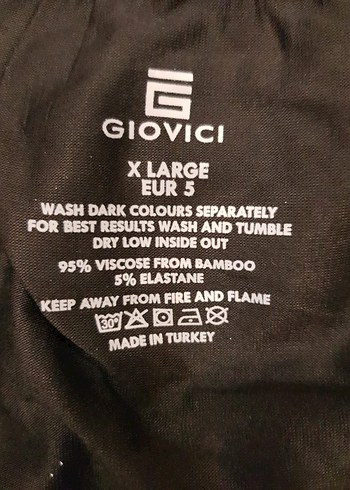 GIOVICI
X LARGE
EUR 5
WASH DARK COLOURS SEPARATELY
FOR BEST RESULTS WASH AND TUMBLE
DRY LOW INSIDE OUT
95% VISCOSE FROM BAMBOO
5% ELASTANE
KEEP AWAY FROM FIRE AND FLAME
30°
MADE IN TURKEY